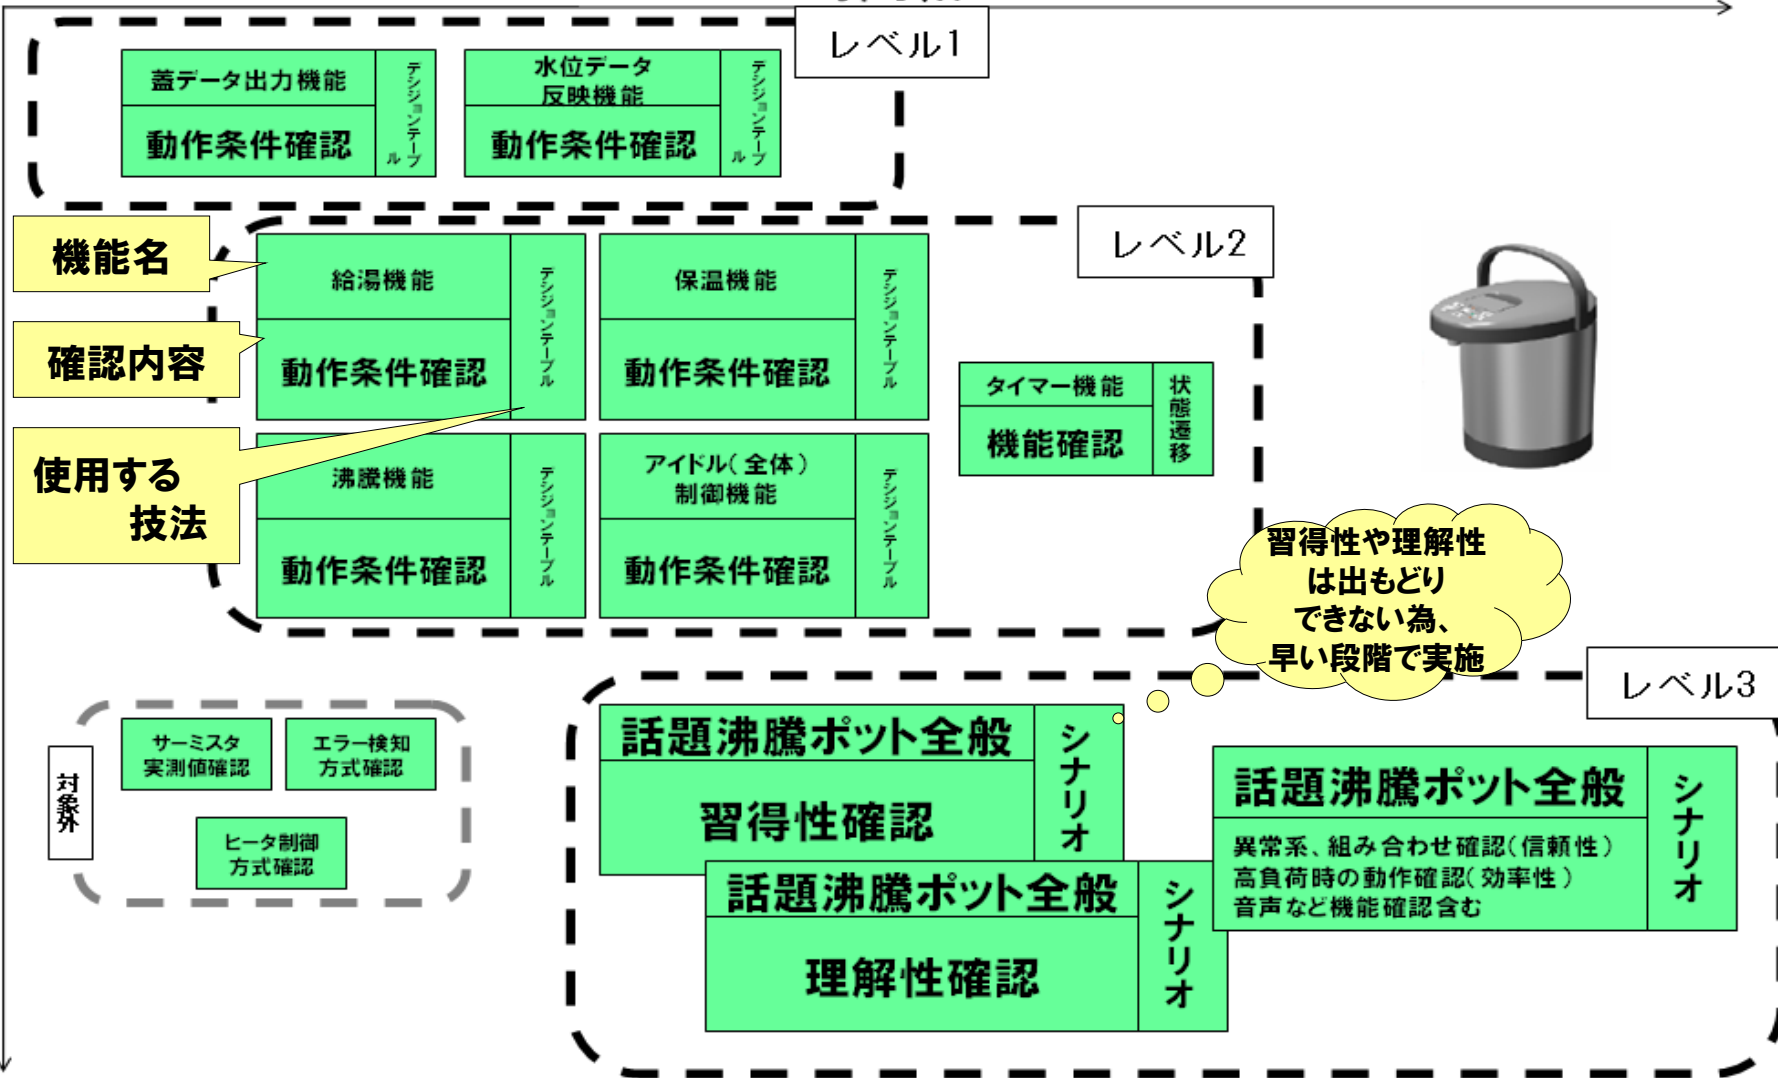 レベル1
蓋データ出力機能
動作条件確認
デシジョンテーブル
水位データ
反映機能
動作条件確認
デシジョンテーブル
レベル2
機能名
確認内容
使用する
技法
給湯機能
動作条件確認
デシジョンテーブル
保温機能
動作条件確認
デシジョンテーブル
沸騰機能
動作条件確認
デシジョンテーブル
アイドル(全体)
制御機能
動作条件確認
デシジョンテーブル
タイマー機能
機能確認
状態遷移
習得性や理解性
は出もどり
できない為、
早い段階で実施
レベル3
対象外
サーミスタ
実測値確認
エラー検知
方式確認
ヒータ制御
方式確認
話題沸騰ポット全般
習得性確認
シナリオ
話題沸騰ポット全般
理解性確認
シナリオ
話題沸騰ポット全般
異常系、組み合わせ確認(信頼性)
高負荷時の動作確認(効率性)
音声など機能確認含む
シナリオ